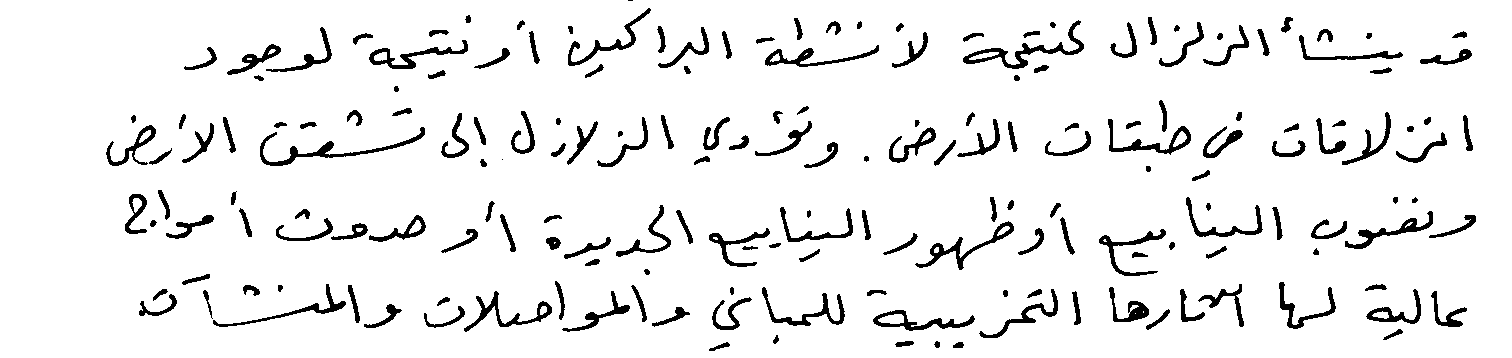 قد ينشأ الزلزال كنتيجة لأنشطة البراكين أو نتيجة لوجود
انزلاقات في طبقات الأرض. وتؤدي الزلازل إلى تشقق الأرض
ونضوب الينابيع أو ظهور الينابيع الجديدة أو حدوث أمواج
عالية لها آثارها التخريبية للمباني والمواصلات والمنشآت.